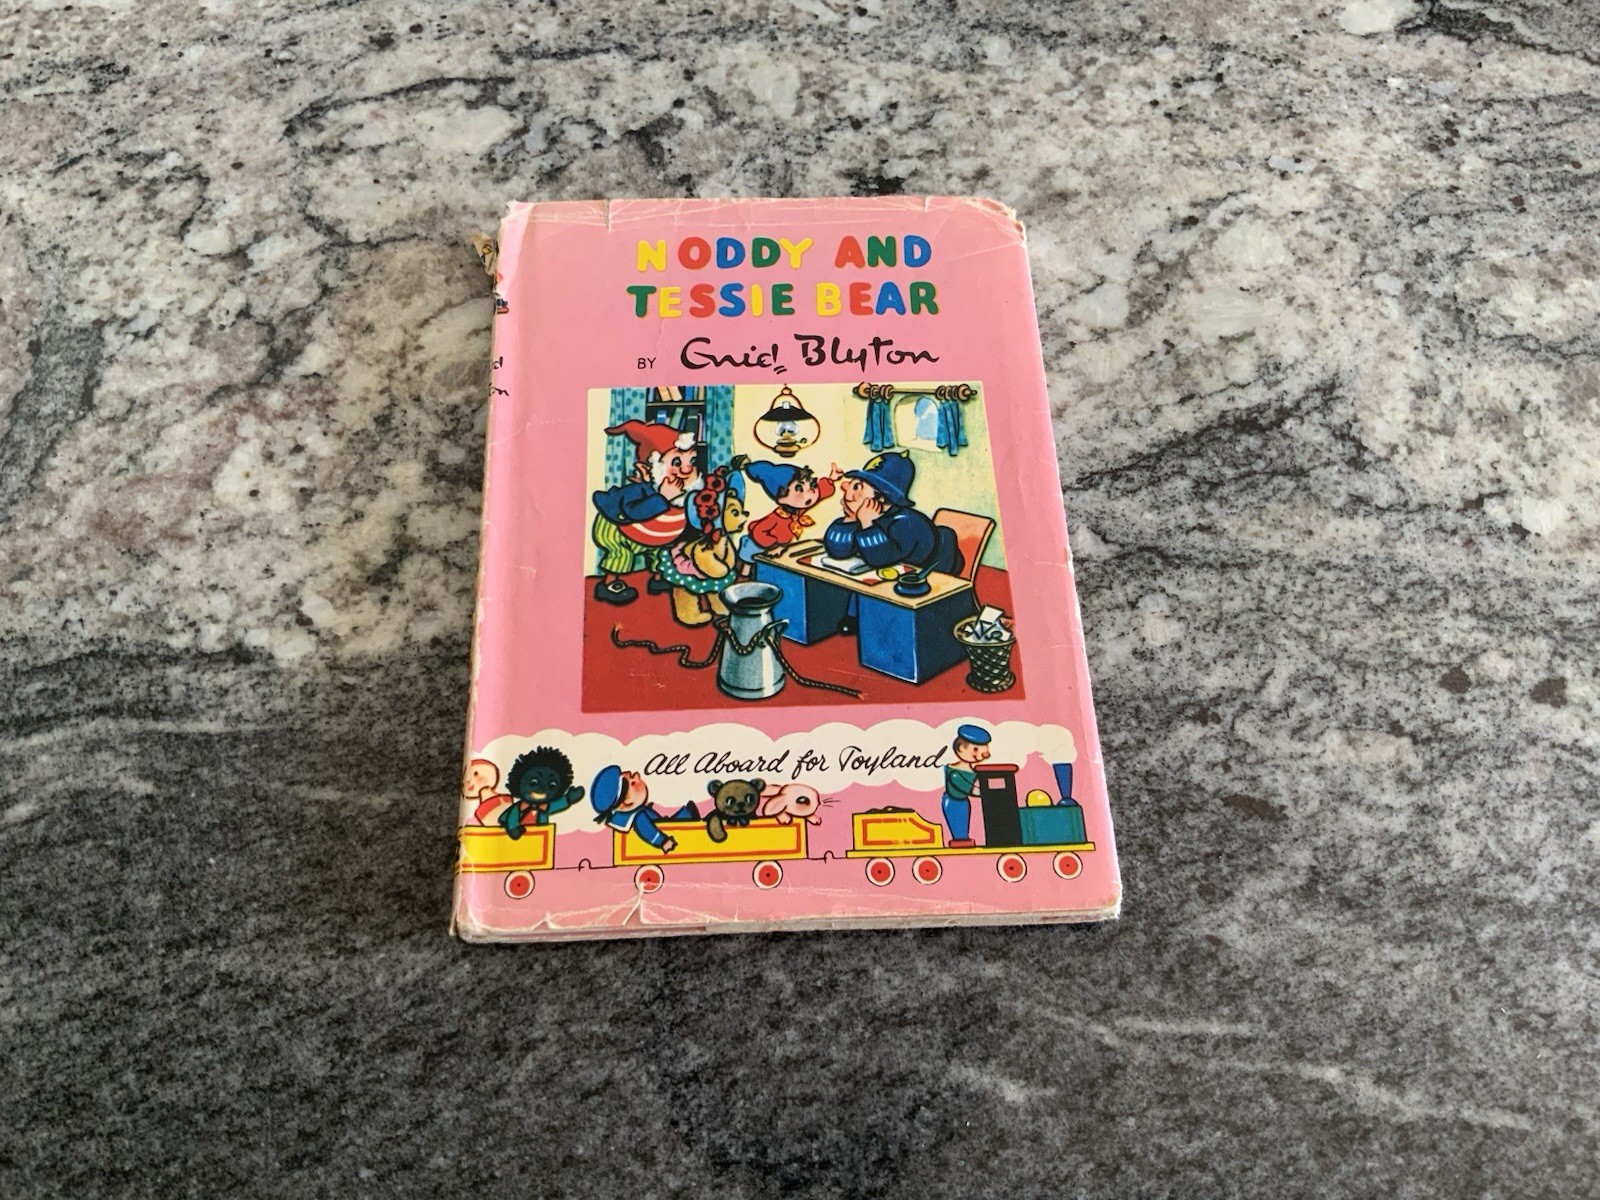 NODDY AND
TESSIE BEAR
BY Enid Blyton
All Aboard for Toyland